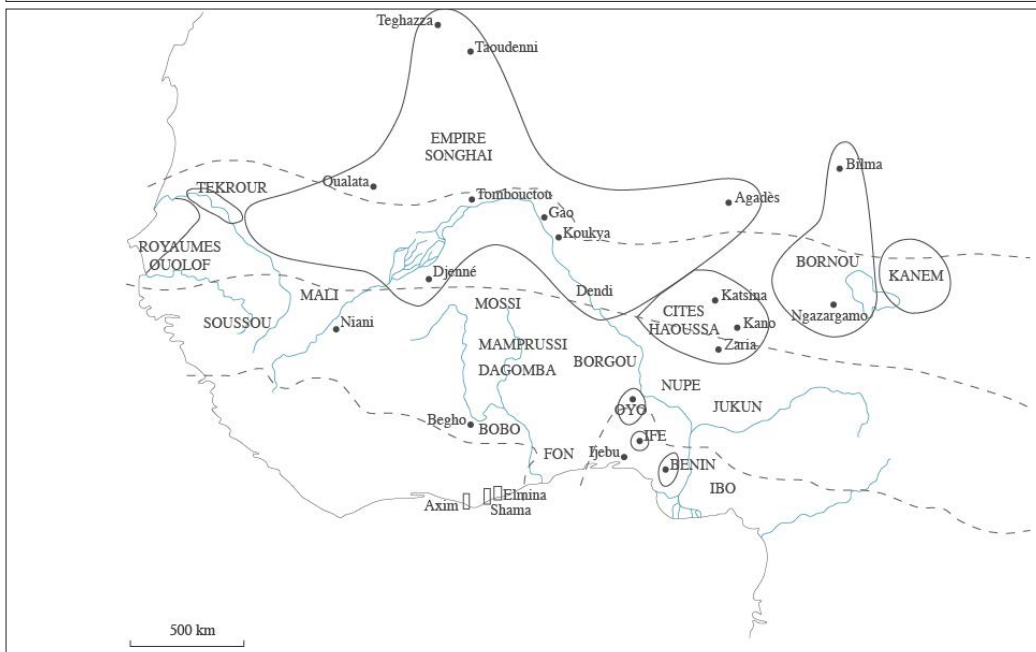 Teghazza
Taoudenni
EMPIRE
SONGHAI
Bilma
Oualata
TEKROUR
Tombouctou
Agadès
Gao
Koukya
ROYAUMES
OUOLOF
BORNOU
KANEM
Djenné
MALI
Dendi
MOSSI
Katsina
CITES
HAOUSSA
Kano
Ngazargamo
SOUSSOU
Niani
MAMPRUSSI
Zaria
DAGOMBA
BORGOU
NUPE
OYO
JUKUN
Begho
BOBO
IFE
FON
Ijebu
BENIN
IBO
Elmina
Axim
Shama
500 km